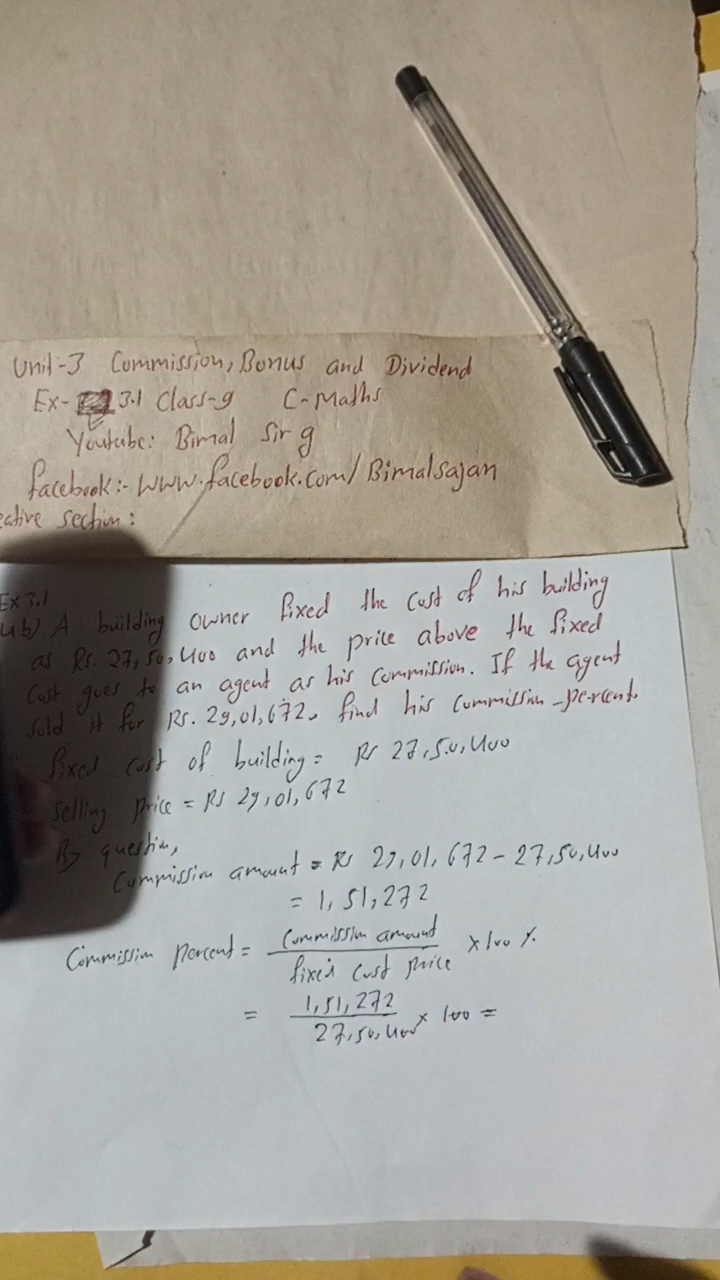 Unit-3 Commission, Bonus and Dividend
Ex- 3.1 Class-9 C-Maths
Youtube: Bimal Sir g
facebook:- www.facebook.com/Bimalsajan
eative section:
Ex 3.1
4b) A building owner fixed the cost of his building
as Rs. 27,50,400 and the price above the fixed
cost goes to an agent as his commission. If the agent
sold it for Rs. 29,01,672. find his commission-percent.
fixed cost of building = Rs 27,50,400
Selling price = Rs 29,01,672
By question,
Commission amount = Rs 29,01,672 - 27,50,400
= 1,51,272
Commission percent = Commission amount / fixed cost price × 100 %
= 1,51,272 / 27,50,400 × 100 =